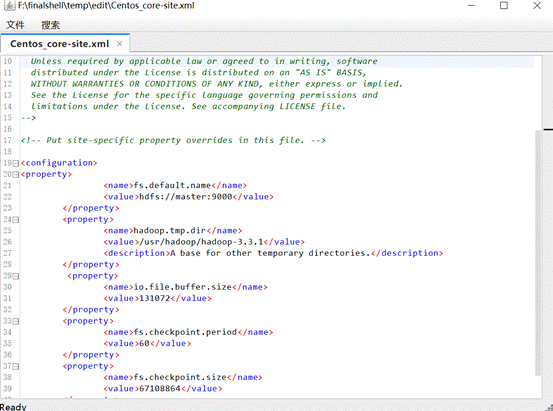 F:\finalshell\temp\edit\Centos_core-site.xml
文件 搜索
Centos_core-site.xml ×
10 Unless required by applicable law or agreed to in writing, software
11 distributed under the License is distributed on an "AS IS" BASIS,
12 WITHOUT WARRANTIES OR CONDITIONS OF ANY KIND, either express or implied.
13 See the License for the specific language governing permissions and
14 limitations under the License. See accompanying LICENSE file.
15 -->
16
17 <!-- Put site-specific property overrides in this file. -->
18
19 <configuration>
20 <property>
21 <name>fs.default.name</name>
22 <value>hdfs://master:9000</value>
23 </property>
24 <property>
25 <name>hadoop.tmp.dir</name>
26 <value>/usr/hadoop/hadoop-3.3.1</value>
27 <description>A base for other temporary directories.</description>
28 </property>
29 <property>
30 <name>io.file.buffer.size</name>
31 <value>131072</value>
32 </property>
33 <property>
34 <name>fs.checkpoint.period</name>
35 <value>60</value>
36 </property>
37 <property>
38 <name>fs.checkpoint.size</name>
39 <value>67108864</value>
Ready